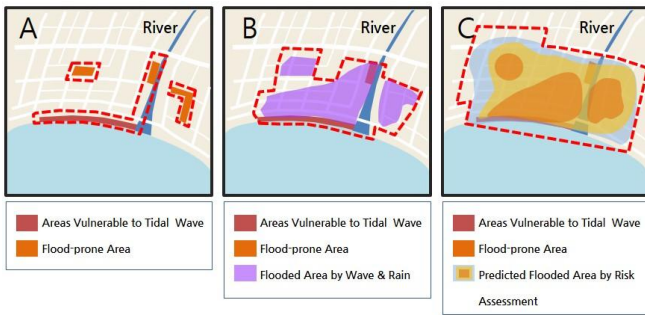 A
River
B
River
C
River
Areas Vulnerable to Tidal Wave
Flood-prone Area
Areas Vulnerable to Tidal Wave
Flood-prone Area
Flooded Area by Wave & Rain
Areas Vulnerable to Tidal Wave
Flood-prone Area
Predicted Flooded Area by Risk
Assessment